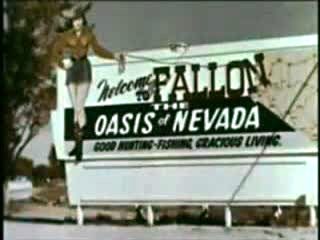 Welcome
TO FALLON
THE
OASIS of NEVADA
GOOD HUNTING-FISHING, GRACIOUS LIVING.